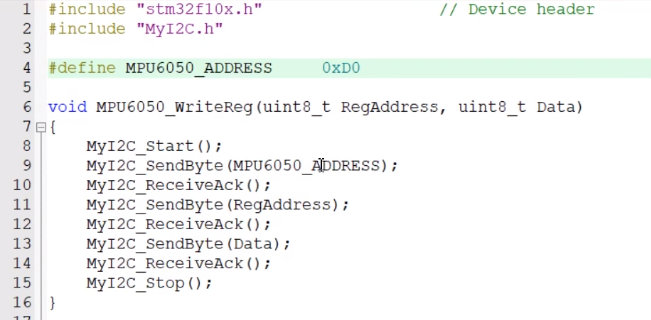 1 #include "stm32f10x.h" // Device header
2 #include "MyI2C.h"
3
4 #define MPU6050_ADDRESS 0xD0
5
6 void MPU6050_WriteReg(uint8_t RegAddress, uint8_t Data)
7 {
8 MyI2C_Start();
9 MyI2C_SendByte(MPU6050_ADDRESS);
10 MyI2C_ReceiveAck();
11 MyI2C_SendByte(RegAddress);
12 MyI2C_ReceiveAck();
13 MyI2C_SendByte(Data);
14 MyI2C_ReceiveAck();
15 MyI2C_Stop();
16 }
17